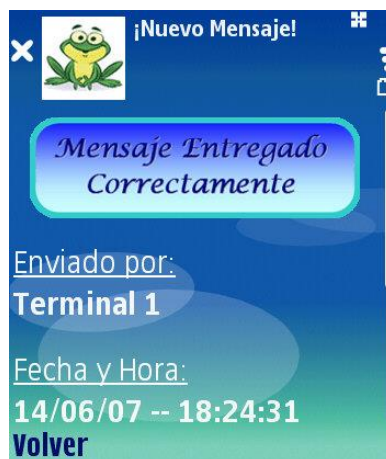 ¡Nuevo Mensaje!
Mensaje Entregado
Correctamente
Enviado por:
Terminal 1
Fecha y Hora:
14/06/07 -- 18:24:31
Volver